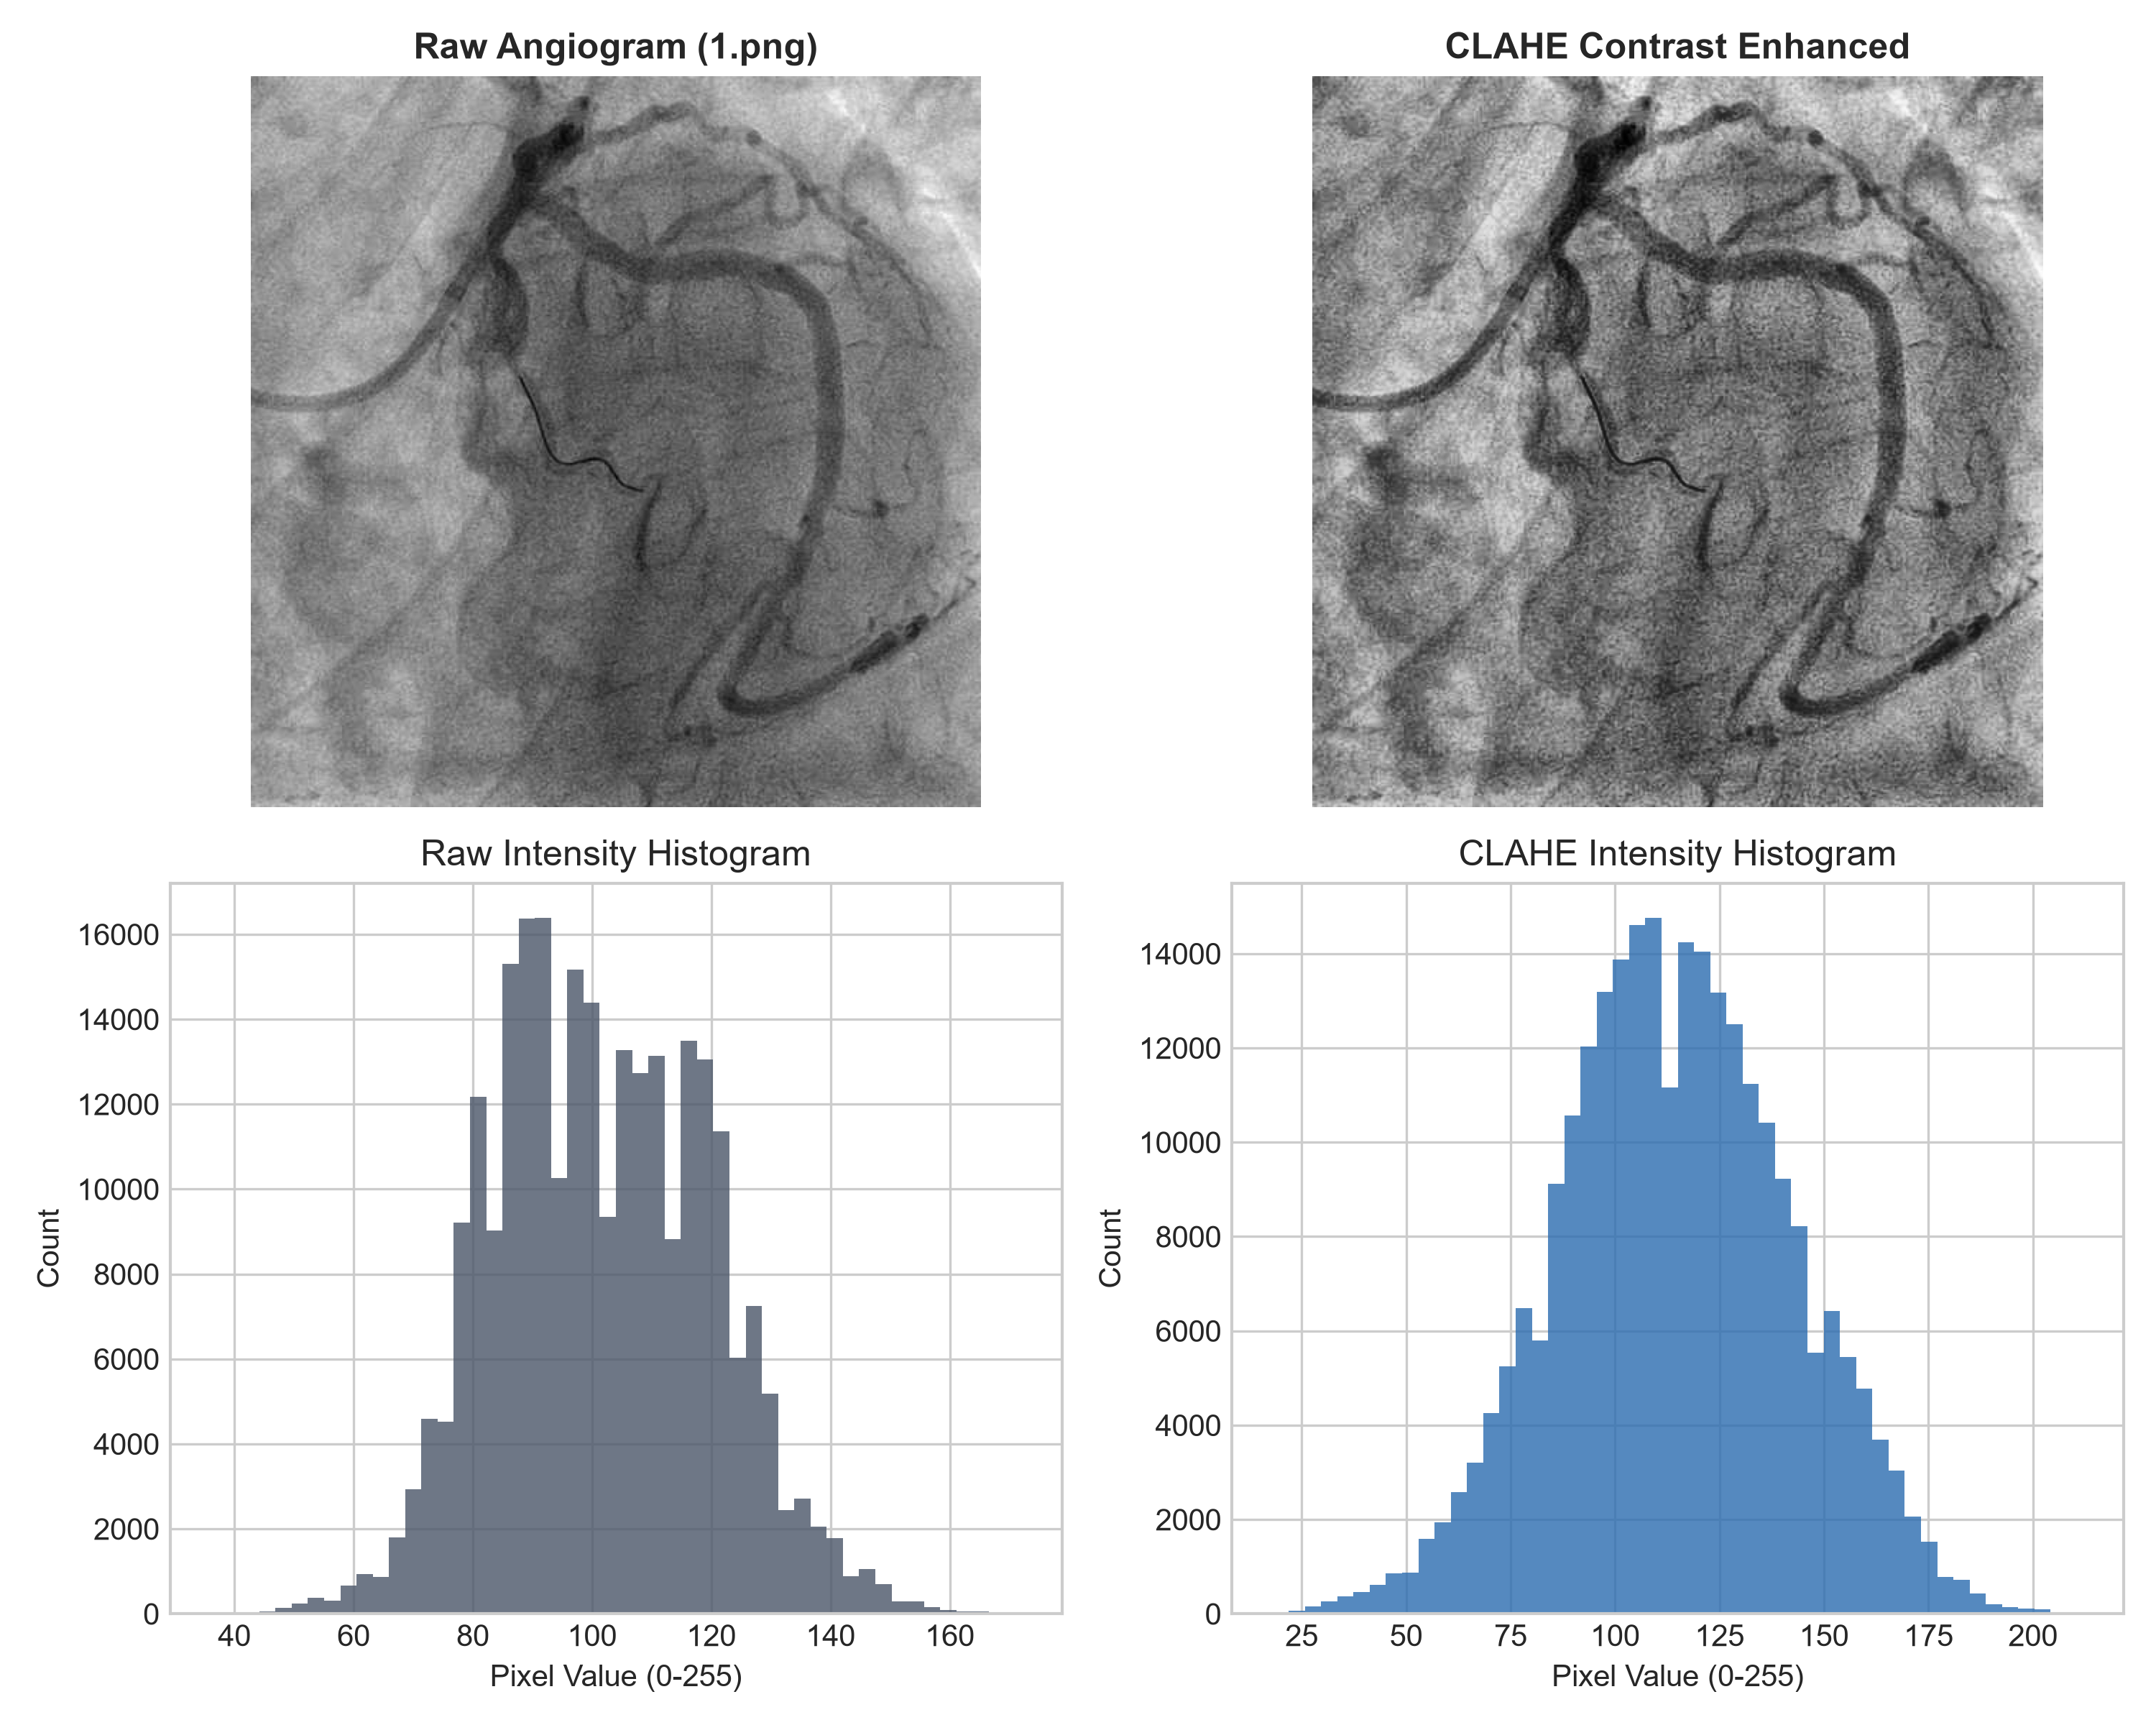 Raw Angiogram (1.png)
CLAHE Contrast Enhanced
Raw Intensity Histogram
CLAHE Intensity Histogram
16000
14000
12000
10000
8000
6000
4000
2000
0
Count
40 60 80 100 120 140 160
Pixel Value (0-255)
14000
12000
10000
8000
6000
4000
2000
0
Count
25 50 75 100 125 150 175 200
Pixel Value (0-255)